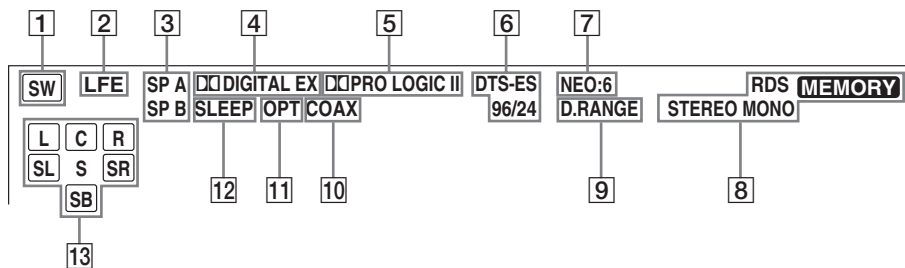 1 2 3 4 5 6 7
SW LFE SP A DIGITAL EX PRO LOGIC II DTS-ES NEO:6 RDS MEMORY
SP B SLEEP OPT COAX 96/24 D.RANGE STEREO MONO
L C R
SL S SR
SB
12 11 10 9 8
13